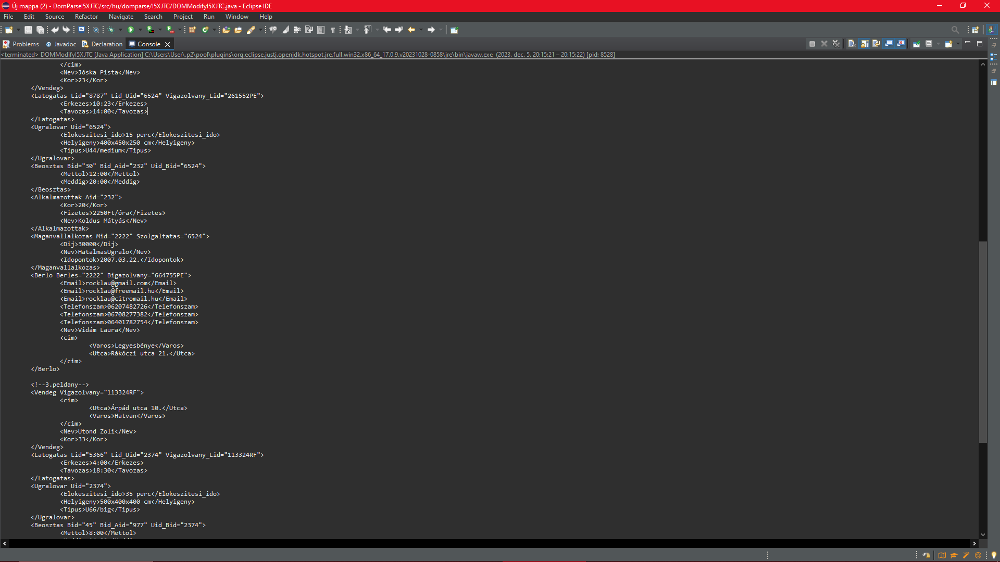 Új mappa (2) - DomParseI5XJTC/src/hu/domparse/I5XJTC/DOMModifyI5XJTC.java - Eclipse IDE
File Edit Source Refactor Navigate Search Project Run Window Help
Problems @ Javadoc Declaration Console
<terminated> DOMModifyI5XJTC [Java Application] C:\Users\User\.p2\pool\plugins\org.eclipse.justj.openjdk.hotspot.jre.full.win32.x86_64_17.0.9.v20231028-0858\jre\bin\javaw.exe (2023. dec. 5. 20:15:21 – 20:15:22) [pid: 8528]
</cim>
<Nev>Jóska Pista</Nev>
<Kor>23</Kor>
</Vendeg>
<Latogatas Lid="8787" Lid_Uid="6524" Vigazolvany_Lid="261552PE">
<Erkezes>10:23</Erkezes>
<Tavozas>14:00</Tavozas>
</Latogatas>
<Ugralovar Uid="6524">
<Elokeszitesi_ido>15 perc</Elokeszitesi_ido>
<Helyigeny>400x450x250 cm</Helyigeny>
<Tipus>U44/medium</Tipus>
</Ugralovar>
<Beosztas Bid="30" Bid_Aid="232" Uid_Bid="6524">
<Mettol>12:00</Mettol>
<Meddig>20:00</Meddig>
</Beosztas>
<Alkalmazottak Aid="232">
<Kor>20</Kor>
<Fizetes>2250Ft/óra</Fizetes>
<Nev>Koldus Mátyás</Nev>
</Alkalmazottak>
<Maganvallalkozas Mid="2222" Szolgaltatas="6524">
<Dij>30000</Dij>
<Nev>HatalmasUgralo</Nev>
<Idopontok>2007.03.22.</Idopontok>
</Maganvallalkozas>
<Berlo Berles="2222" Bigazolvany="664755PE">
<Email>rocklau@gmail.com</Email>
<Email>rocklau@freemail.hu</Email>
<Email>rocklau@citromail.hu</Email>
<Telefonszam>06207482726</Telefonszam>
<Telefonszam>06708277382</Telefonszam>
<Telefonszam>06401782754</Telefonszam>
<Nev>Vidám Laura</Nev>
<cim>
<Varos>Legyesbénye</Varos>
<Utca>Rákóczi utca 21.</Utca>
</cim>
</Berlo>
<!--3.peldany-->
<Vendeg Vigazolvany="113324RF">
<cim>
<Utca>Árpád utca 10.</Utca>
<Varos>Hatvan</Varos>
</cim>
<Nev>Utond Zoli</Nev>
<Kor>33</Kor>
</Vendeg>
<Latogatas Lid="5366" Lid_Uid="2374" Vigazolvany_Lid="113324RF">
<Erkezes>4:00</Erkezes>
<Tavozas>18:30</Tavozas>
</Latogatas>
<Ugralovar Uid="2374">
<Elokeszitesi_ido>35 perc</Elokeszitesi_ido>
<Helyigeny>500x400x400 cm</Helyigeny>
<Tipus>U66/big</Tipus>
</Ugralovar>
<Beosztas Bid="45" Bid_Aid="977" Uid_Bid="2374">
<Mettol>8:00</Mettol>